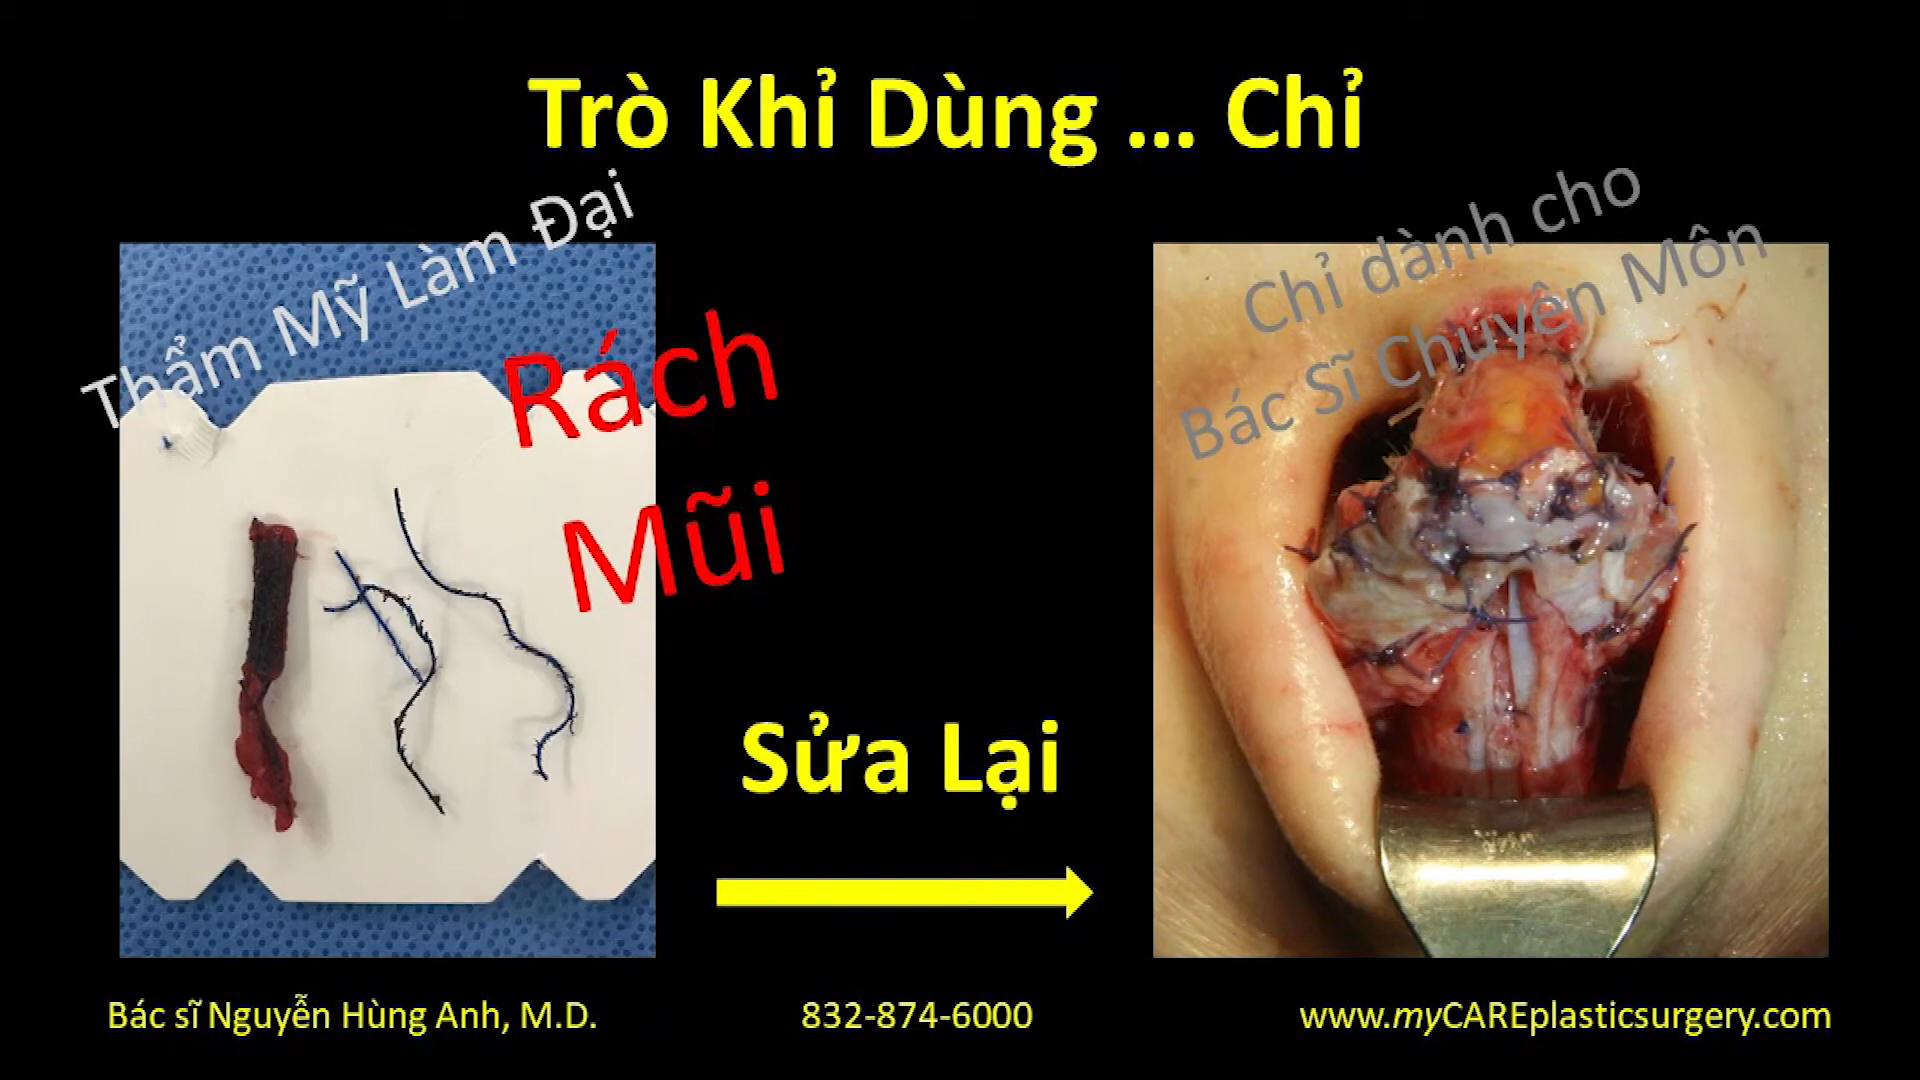 Trò Khỉ Dùng ... Chỉ
Thẩm Mỹ Làm Đại
Rách
Mũi
Chỉ dành cho
Bác Sĩ Chuyên Môn
Sửa Lại
Bác sĩ Nguyễn Hùng Anh, M.D.
832-874-6000
www.myCAREplasticsurgery.com